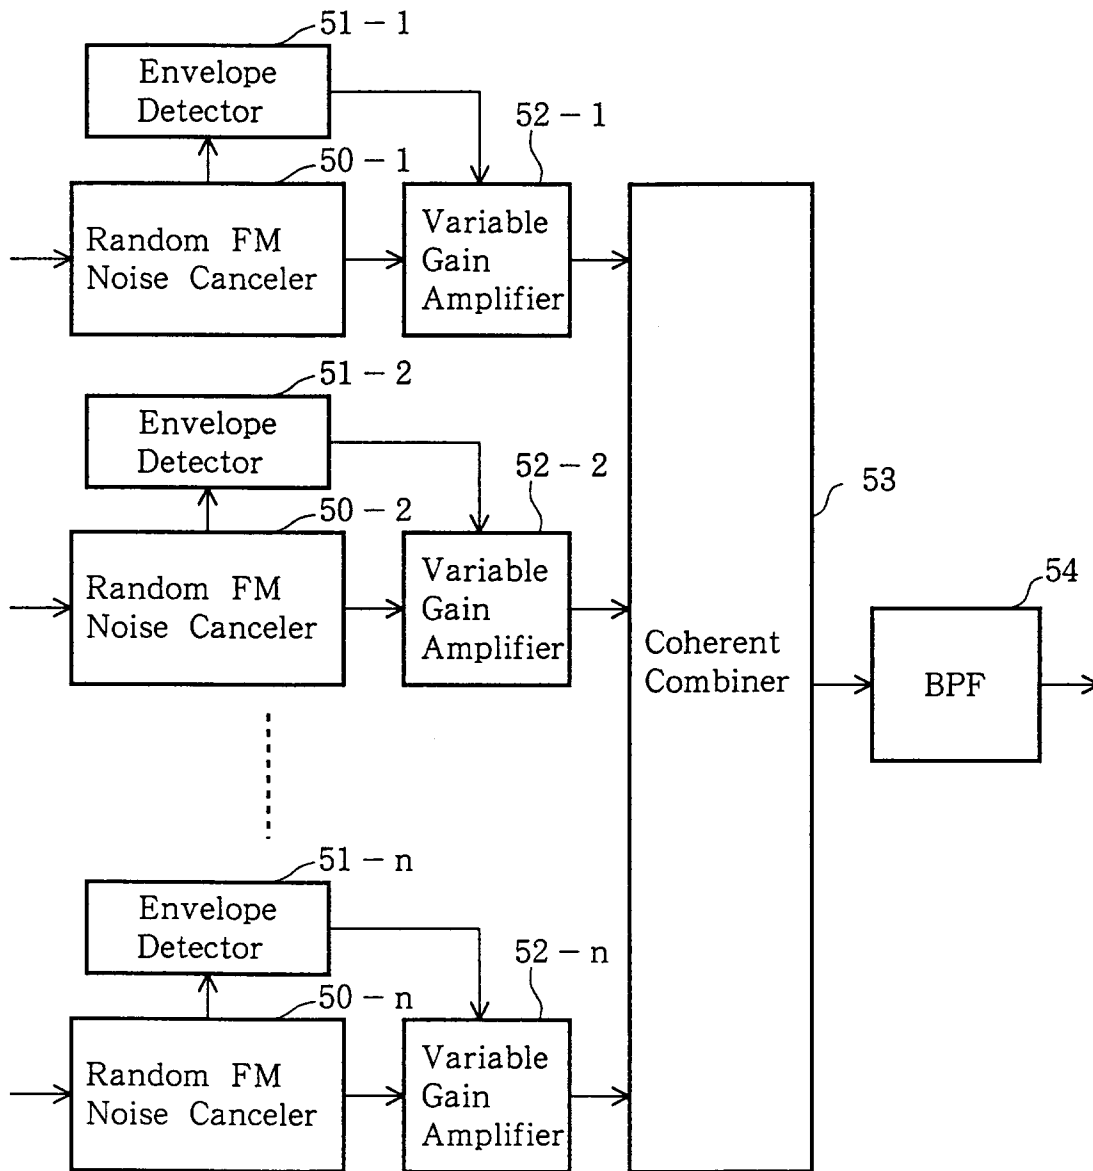 51-1
Envelope
Detector
52-1
50-1
Random FM
Noise Canceler
Variable
Gain
Amplifier
51-2
Envelope
Detector
52-2
50-2
Random FM
Noise Canceler
Variable
Gain
Amplifier
53
Coherent
Combiner
54
BPF
51-n
Envelope
Detector
52-n
50-n
Random FM
Noise Canceler
Variable
Gain
Amplifier